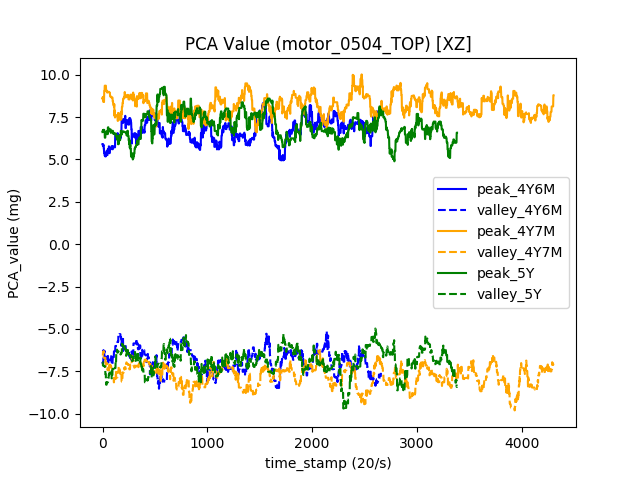 PCA Value (motor_0504_TOP) [XZ]
10.0
7.5
5.0
2.5
0.0
−2.5
−5.0
−7.5
−10.0
PCA_value (mg)
peak_4Y6M
valley_4Y6M
peak_4Y7M
valley_4Y7M
peak_5Y
valley_5Y
0
1000
2000
3000
4000
time_stamp (20/s)